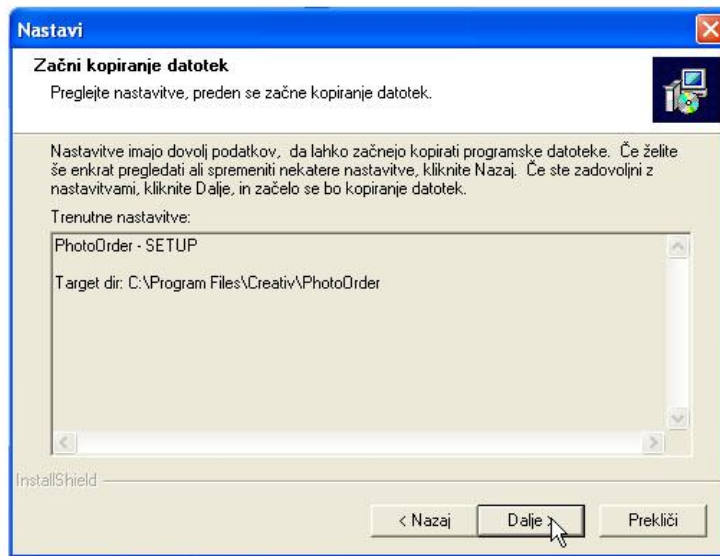 Nastavi
Začni kopiranje datotek
Preglejte nastavitve, preden se začne kopiranje datotek.
Nastavitve imajo dovolj podatkov,  da lahko začnejo kopirati programske datoteke.  Če želite
še enkrat pregledati ali spremeniti nekatere nastavitve, kliknite Nazaj.  Če ste zadovoljni z
nastavitvami, kliknite Dalje, in začelo se bo kopiranje datotek.
Trenutne nastavitve:
PhotoOrder - SETUP
Target dir: C:\Program Files\Creativ\PhotoOrder
InstallShield
< Nazaj
Dalje >
Prekliči